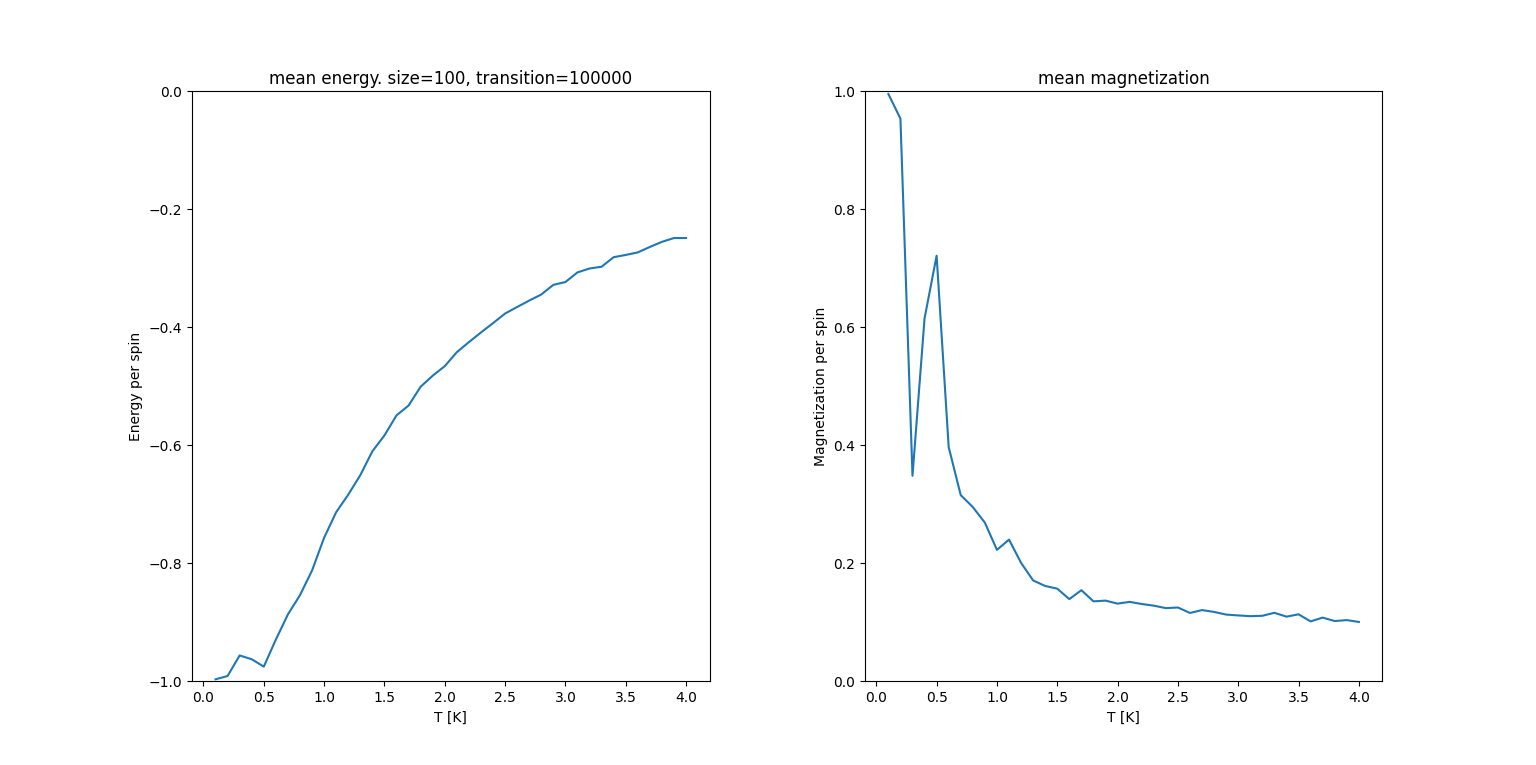 mean energy. size=100, transition=100000
0.0
−0.2
−0.4
−0.6
−0.8
−1.0
Energy per spin
0.0 0.5 1.0 1.5 2.0 2.5 3.0 3.5 4.0
T [K]
mean magnetization
1.0
0.8
0.6
0.4
0.2
0.0
Magnetization per spin
0.0 0.5 1.0 1.5 2.0 2.5 3.0 3.5 4.0
T [K]